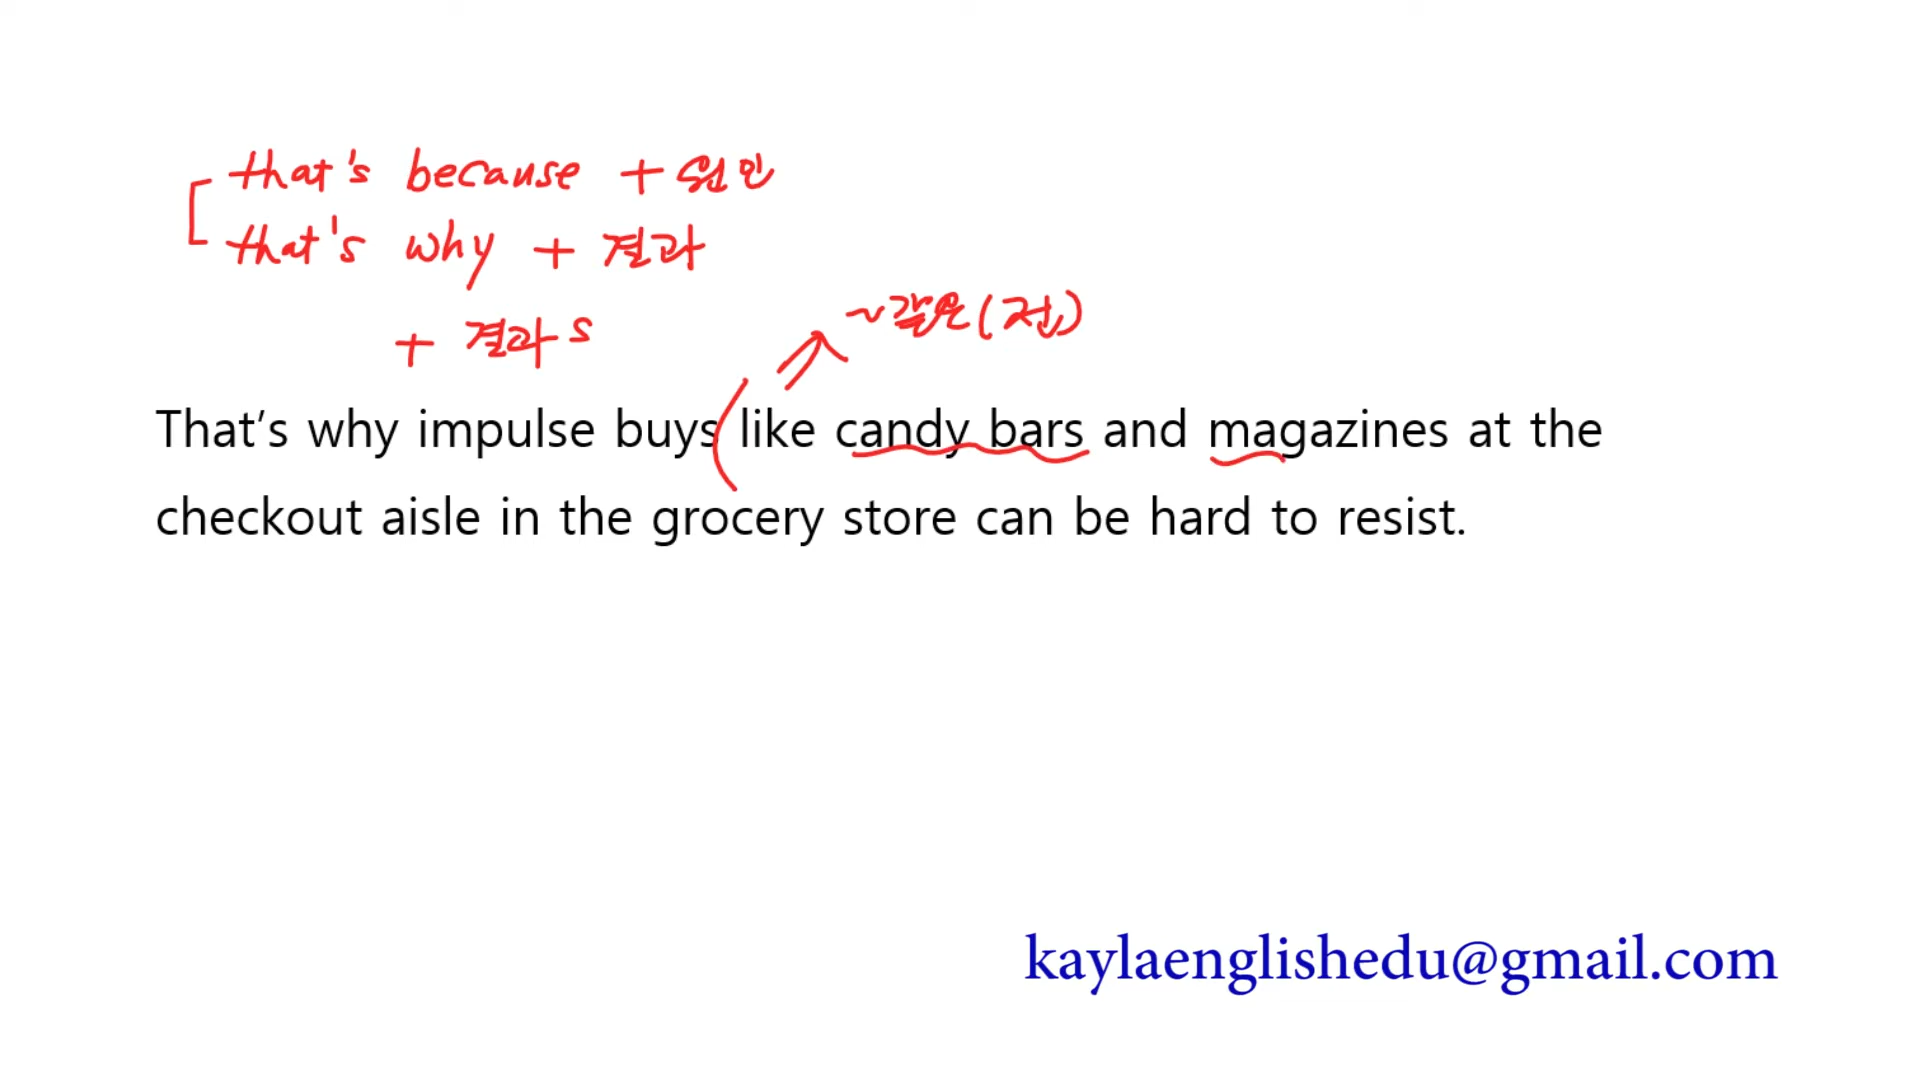 that's because + 원인
that's why + 결과
~같은(전)
+ 결과s
That’s why impulse buys like candy bars and magazines at the
checkout aisle in the grocery store can be hard to resist.
kaylaenglishedu@gmail.com